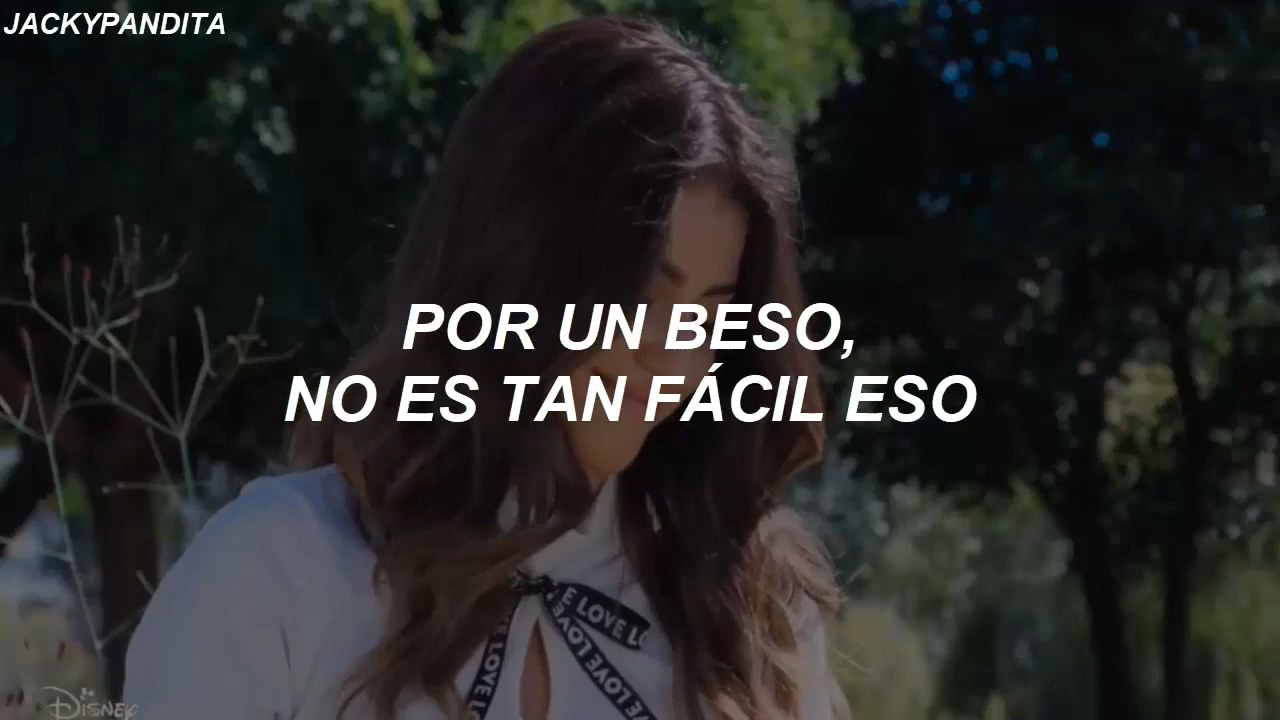 JACKYPANDITA
POR UN BESO,
NO ES TAN FÁCIL ESO
E LOVE LO
LOVE LOVE
E LOVE
Disney